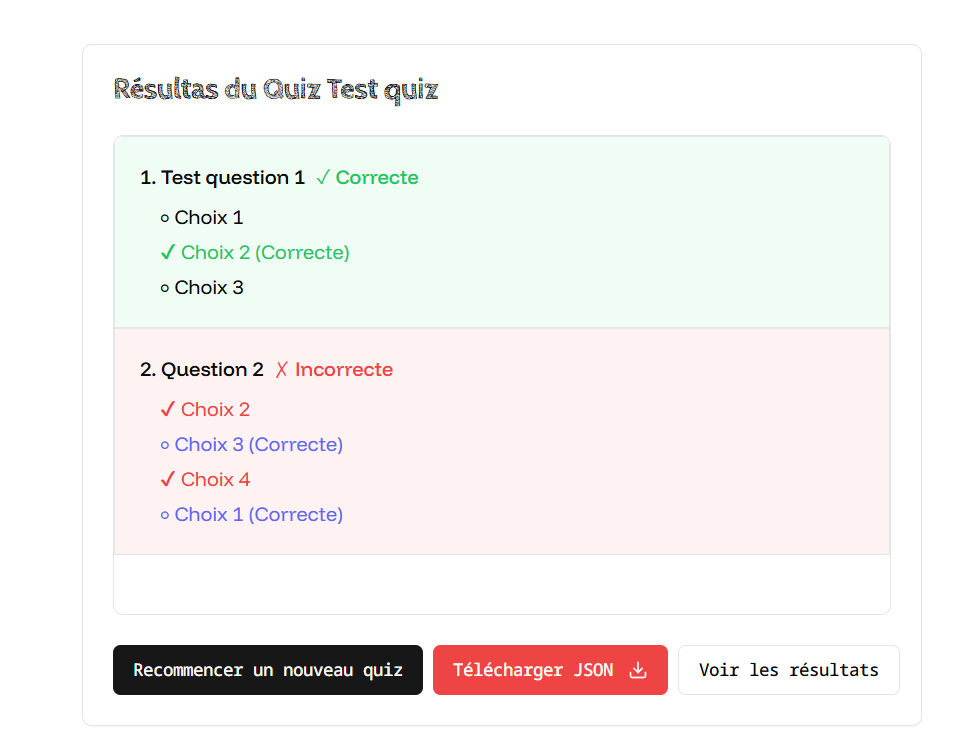 Résultas du Quiz Test quiz
1. Test question 1 ✓ Correcte
Choix 1
✓ Choix 2 (Correcte)
Choix 3
2. Question 2 ✗ Incorrecte
✓ Choix 2
Choix 3 (Correcte)
✓ Choix 4
Choix 1 (Correcte)
Recommencer un nouveau quiz
Télécharger JSON
Voir les résultats